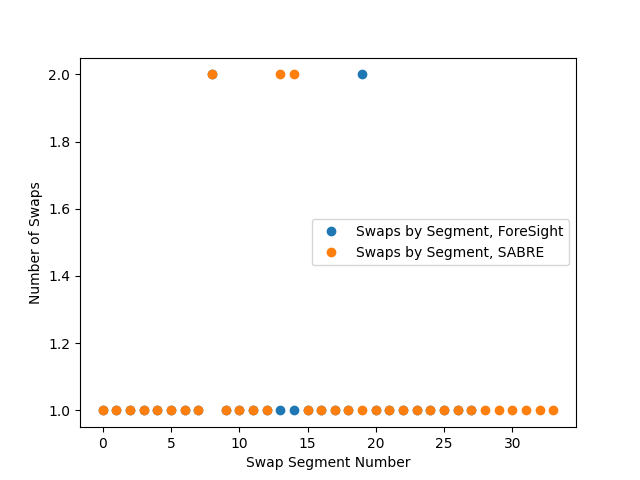 2.0
1.8
1.6
1.4
1.2
1.0
Number of Swaps
Swaps by Segment, ForeSight
Swaps by Segment, SABRE
0 5 10 15 20 25 30
Swap Segment Number